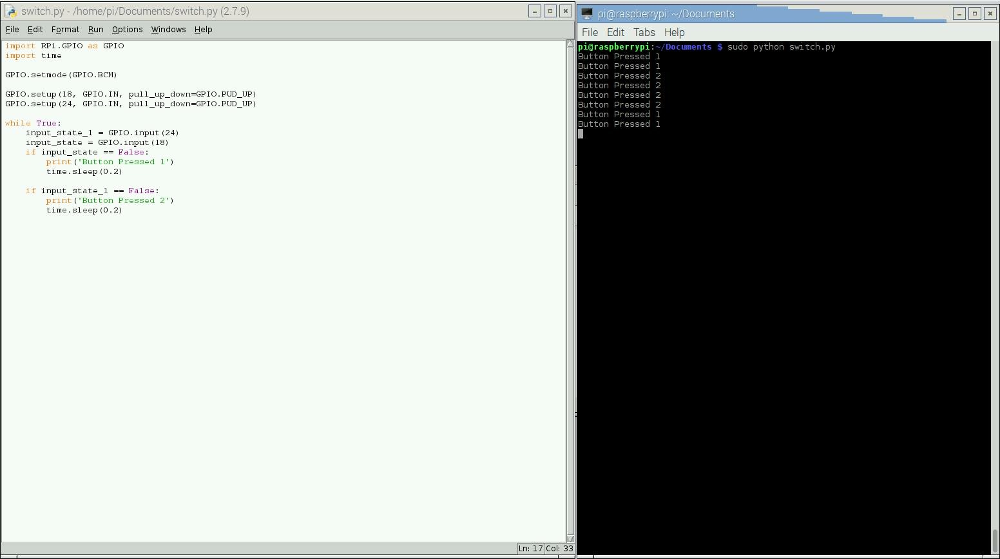 switch.py - /home/pi/Documents/switch.py (2.7.9)
File Edit Format Run Options Windows Help
import RPi.GPIO as GPIO
import time
GPIO.setmode(GPIO.BCM)
GPIO.setup(18, GPIO.IN, pull_up_down=GPIO.PUD_UP)
GPIO.setup(24, GPIO.IN, pull_up_down=GPIO.PUD_UP)
while True:
    input_state_1 = GPIO.input(24)
    input_state = GPIO.input(18)
    if input_state == False:
        print('Button Pressed 1')
        time.sleep(0.2)
    if input_state_1 == False:
        print('Button Pressed 2')
        time.sleep(0.2)
Ln: 17 Col: 33
pi@raspberrypi: ~/Documents
File Edit Tabs Help
pi@raspberrypi:~/Documents $ sudo python switch.py
Button Pressed 1
Button Pressed 1
Button Pressed 2
Button Pressed 2
Button Pressed 2
Button Pressed 2
Button Pressed 1
Button Pressed 1